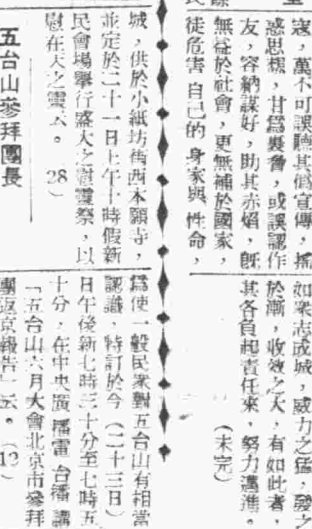 寇，萬不可誤聽其僞宣傳，搖
惑思想，甘爲會，或誤認作
友，容納謀好，助其赤焰，旣
無益於社會，更無補於國家，
徒危害自己的身家與性命，
如衆志成城，威力之猛，發之
於漸，收效之大，有如此者，
其各負起責任來，努力邁進。
（未完）
城，供於小紙坊街西本願寺，
並定於二十一日上午十時假新
民會場舉行盛大之慰靈祭，以
慰在天之靈云。（28）
五台山參拜團長
爲使一般民衆對五台山有相當
認識，特訂於今（二十三日）
日午後新七時三十分至七時五
十分，在中央廣播電台播講
「五台山六月大會北京市參拜
團返京報告」云。（12）